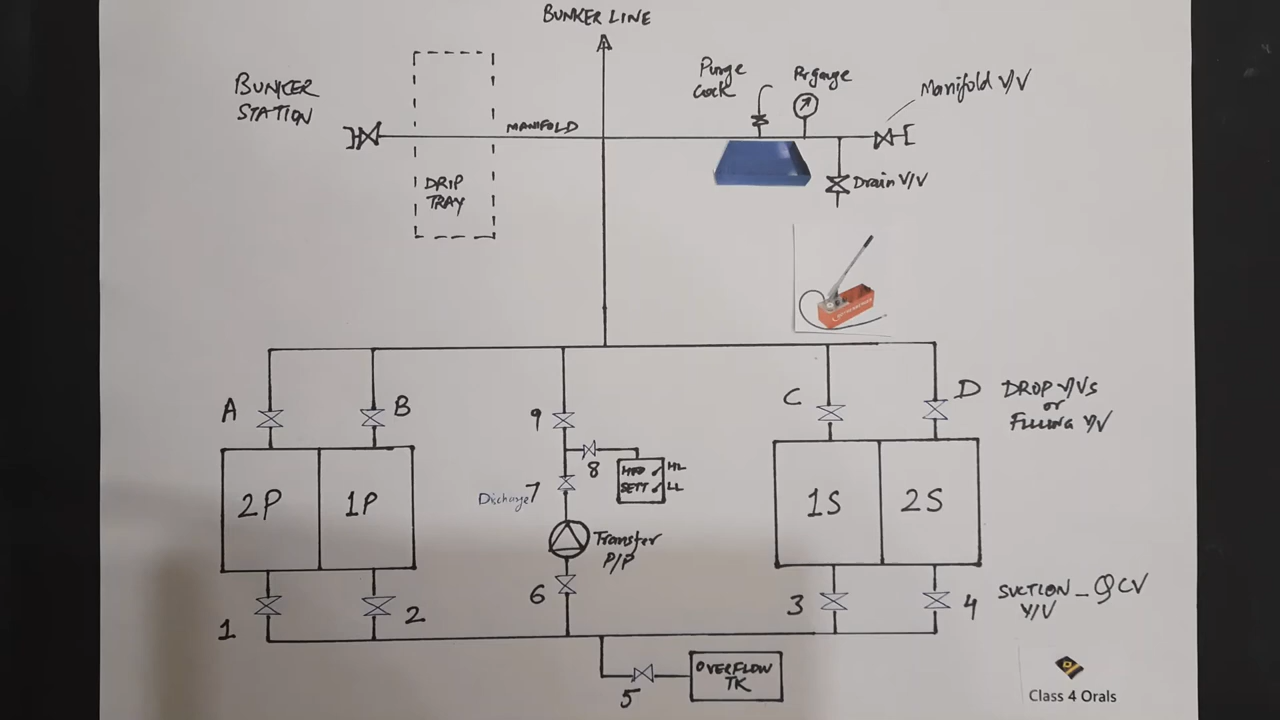 BUNKER LINE
BUNKER
STATION
MANIFOLD
DRIP
TRAY
Purge
Cock
Pr gauge
Manifold V/V
Drain V/V
A
B
9
C
D
DROP V/Vs
or
FILLING V/V
8
HFO HL
SETT LL
2P
1P
Discharge 7
1S
2S
Transfer
P/P
6
1
2
3
4
SUCTION _ QCV
V/V
5
OVERFLOW
TK
Class 4 Orals